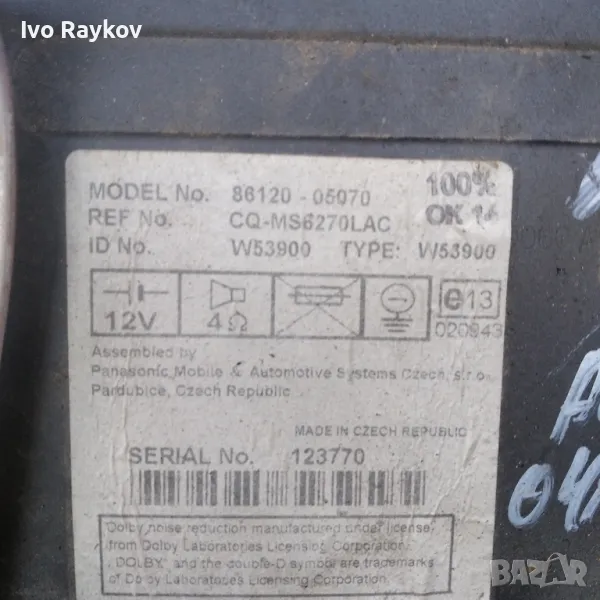 Ivo Raykov
MODEL No. 86120 - 05070
REF No. CQ-MS6270LAC
100%
OK 14
ID No. W53900 TYPE: W53900
12V
4Ω
e13
020943
Assembled by
Panasonic Mobile & Automotive Systems Czech, s.r.o.
Pardubice, Czech Republic
MADE IN CZECH REPUBLIC
SERIAL No. 123770
Dolby noise reduction manufactured under license
from Dolby Laboratories Licensing Corporation.
"DOLBY" and the double-D symbol are trademarks
of Dolby Laboratories Licensing Corporation.
BAZAR